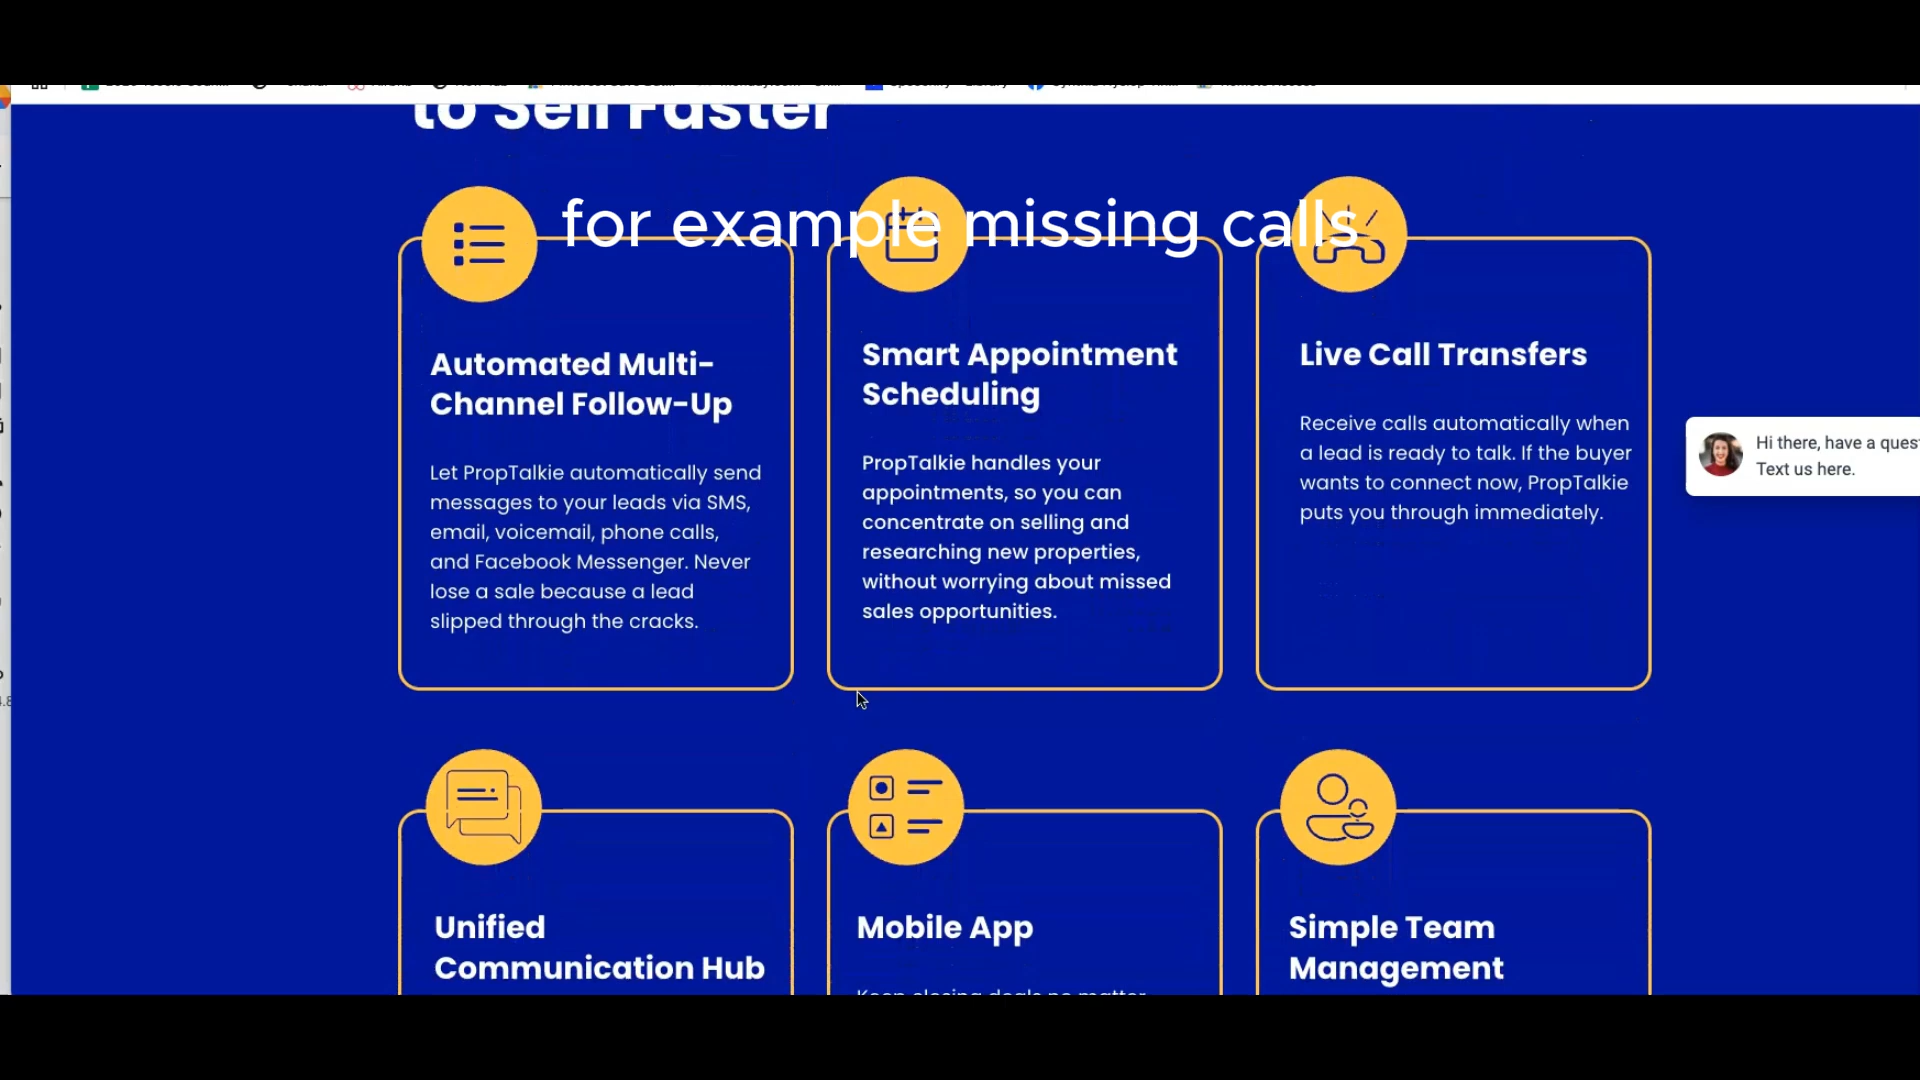 to Sell Faster
for example missing calls
Automated Multi-
Channel Follow-Up
Let PropTalkie automatically send
messages to your leads via SMS,
email, voicemail, phone calls,
and Facebook Messenger. Never
lose a sale because a lead
slipped through the cracks.
Smart Appointment
Scheduling
PropTalkie handles your
appointments, so you can
concentrate on selling and
researching new properties,
without worrying about missed
sales opportunities.
Live Call Transfers
Receive calls automatically when
a lead is ready to talk. If the buyer
wants to connect now, PropTalkie
puts you through immediately.
Hi there, have a ques
Text us here.
Unified
Communication Hub
Mobile App
Keep closing deals no matter
Simple Team
Management